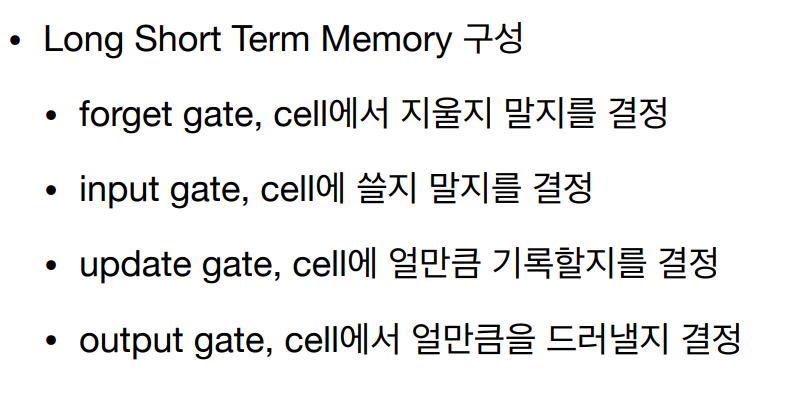 • Long Short Term Memory 구성
• forget gate, cell에서 지울지 말지를 결정
• input gate, cell에 쓸지 말지를 결정
• update gate, cell에 얼만큼 기록할지를 결정
• output gate, cell에서 얼만큼을 드러낼지 결정